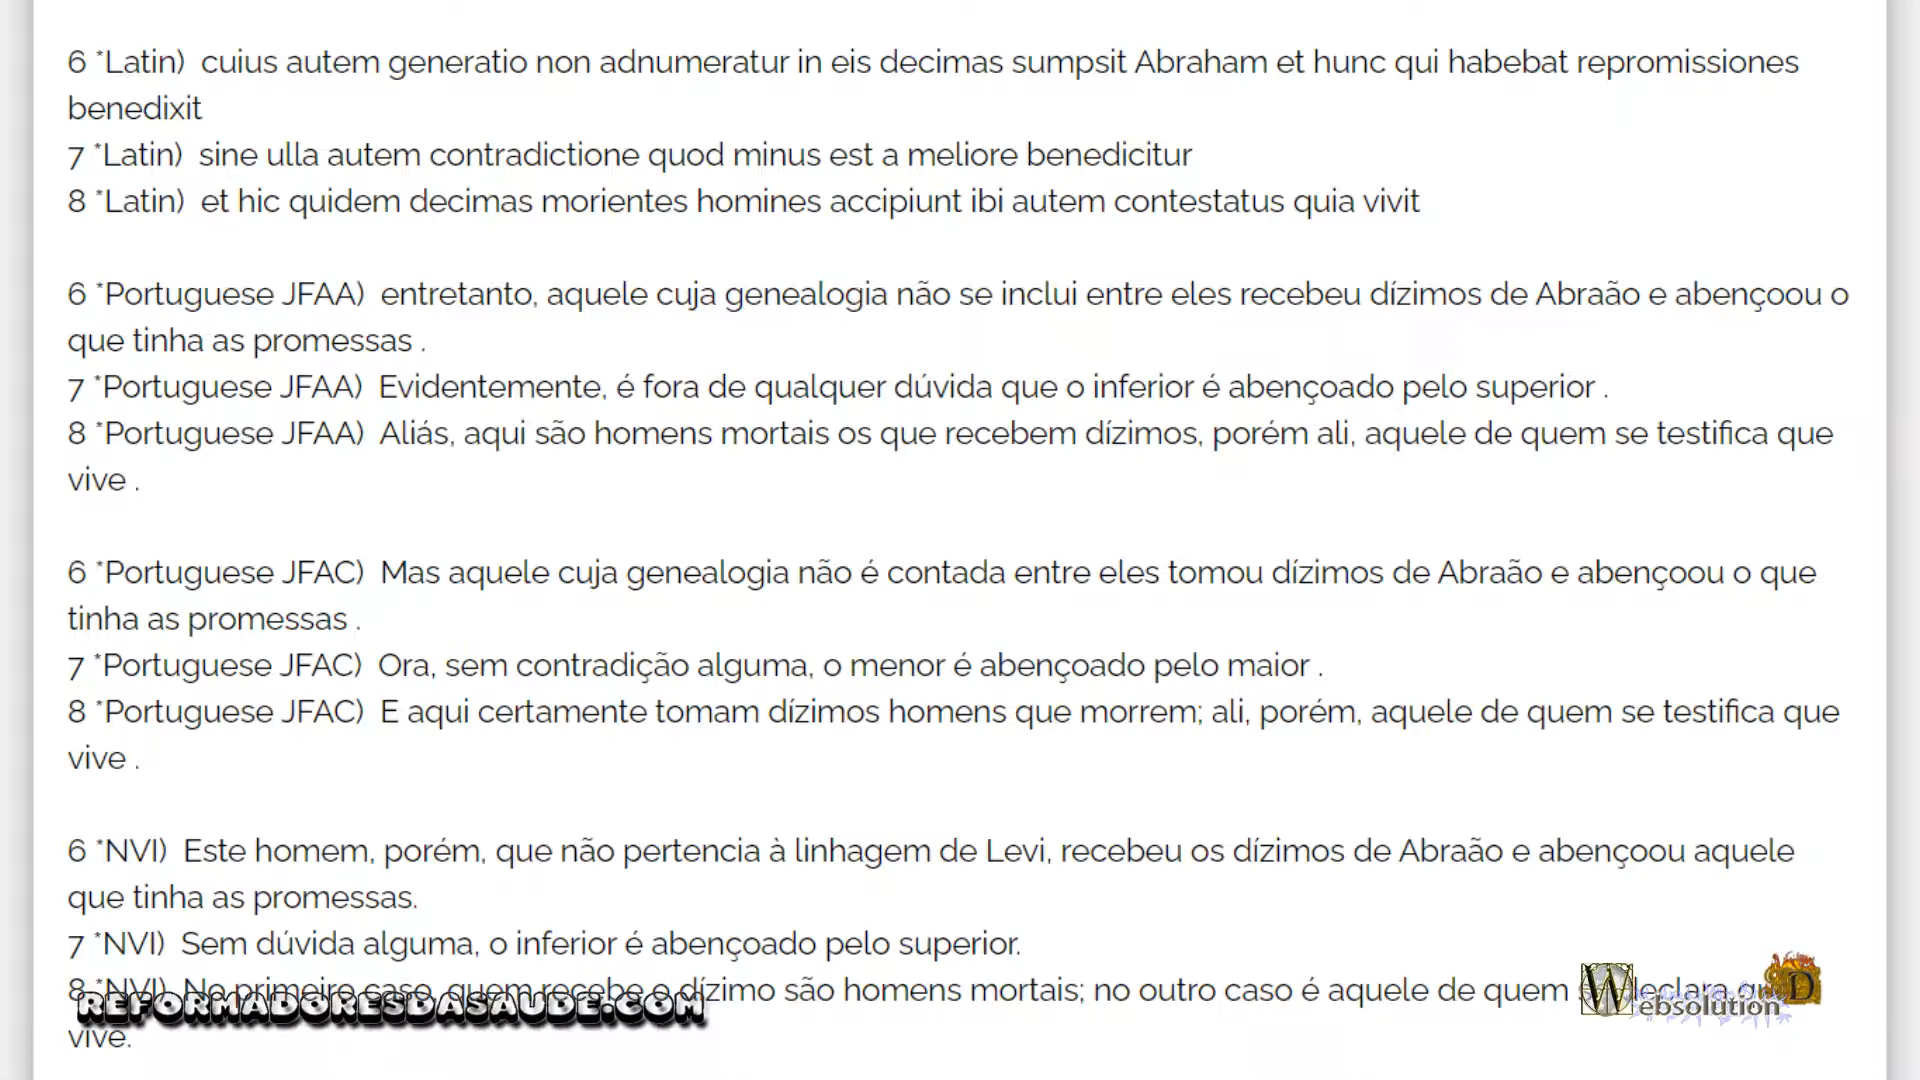 6 *Latin)  cuius autem generatio non adnumeratur in eis decimas sumpsit Abraham et hunc qui habebat repromissiones
benedixit
7 *Latin)  sine ulla autem contradictione quod minus est a meliore benedicitur
8 *Latin)  et hic quidem decimas morientes homines accipiunt ibi autem contestatus quia vivit
6 *Portuguese JFAA)  entretanto, aquele cuja genealogia não se inclui entre eles recebeu dízimos de Abraão e abençoou o
que tinha as promessas .
7 *Portuguese JFAA)  Evidentemente, é fora de qualquer dúvida que o inferior é abençoado pelo superior .
8 *Portuguese JFAA)  Aliás, aqui são homens mortais os que recebem dízimos, porém ali, aquele de quem se testifica que
vive .
6 *Portuguese JFAC)  Mas aquele cuja genealogia não é contada entre eles tomou dízimos de Abraão e abençoou o que
tinha as promessas .
7 *Portuguese JFAC)  Ora, sem contradição alguma, o menor é abençoado pelo maior .
8 *Portuguese JFAC)  E aqui certamente tomam dízimos homens que morrem; ali, porém, aquele de quem se testifica que
vive .
6 *NVI)  Este homem, porém, que não pertencia à linhagem de Levi, recebeu os dízimos de Abraão e abençoou aquele
que tinha as promessas.
7 *NVI)  Sem dúvida alguma, o inferior é abençoado pelo superior.
8 *NVI)  No primeiro caso, quem recebe o dízimo são homens mortais; no outro caso é aquele de quem
REFORMADORESDASAUDE.COM
Websolution
D
vive.